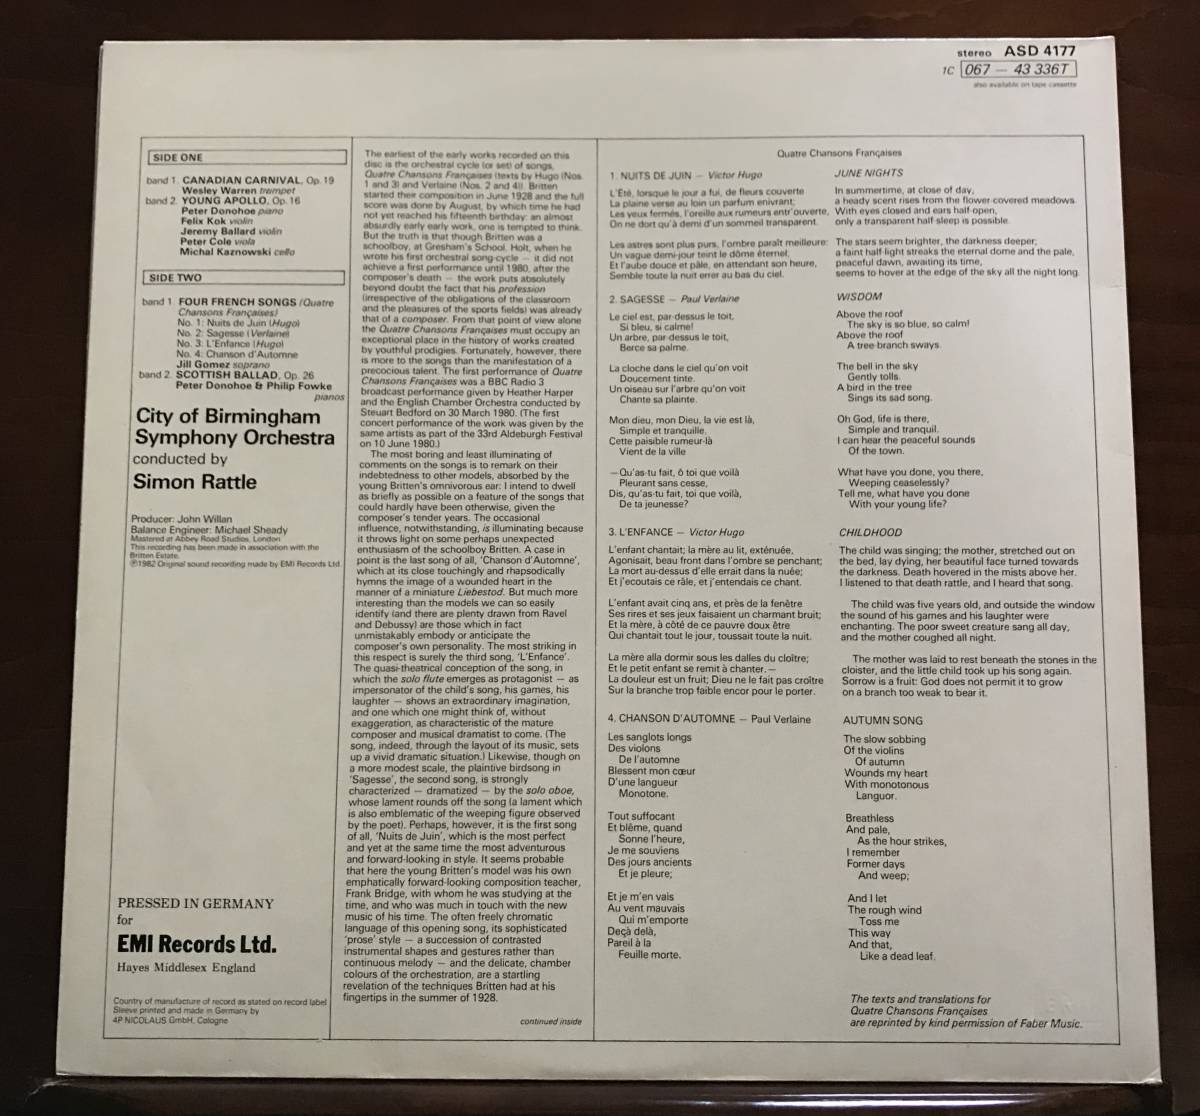 stereo ASD 4177
1C 067 – 43 336T
also available on tape cassette
SIDE ONE
band 1. CANADIAN CARNIVAL, Op. 19
Wesley Warren trumpet
band 2. YOUNG APOLLO, Op. 16
Peter Donohoe piano
Felix Kok violin
Jeremy Ballard violin
Peter Cole viola
Michal Kaznowski cello
SIDE TWO
band 1. FOUR FRENCH SONGS (Quatre
Chansons Françaises)
No. 1: Nuits de Juin (Hugo)
No. 2: Sagesse (Verlaine)
No. 3: L'Enfance (Hugo)
No. 4: Chanson d'Automne
Jill Gomez soprano
band 2. SCOTTISH BALLAD, Op. 26
Peter Donohoe & Philip Fowke
pianos
City of Birmingham
Symphony Orchestra
conducted by
Simon Rattle
Producer: John Willan
Balance Engineer: Michael Sheady
Mastered at Abbey Road Studios, London
This recording has been made in association with the
Britten Estate.
℗1982 Original sound recording made by EMI Records Ltd.
PRESSED IN GERMANY
for
EMI Records Ltd.
Hayes Middlesex England
Country of manufacture of record as stated on record label
Sleeve printed and made in Germany by
4P NICOLAUS GmbH, Cologne
The earliest of the early works recorded on this
disc is the orchestral cycle (or set) of songs,
Quatre Chansons Françaises (texts by Hugo (Nos.
1 and 3) and Verlaine (Nos. 2 and 4)). Britten
started their composition in June 1928 and the full
score was done by August, by which time he had
not yet reached his fifteenth birthday: an almost
absurdly early early work, one is tempted to think.
But the truth is that though Britten was a
schoolboy, at Gresham's School, Holt, when he
wrote his first orchestral song-cycle – it did not
achieve a first performance until 1980, after the
composer's death – the work puts absolutely
beyond doubt the fact that his profession
(irrespective of the obligations of the classroom
and the pleasures of the sports fields) was already
that of a composer. From that point of view alone
the Quatre Chansons Françaises must occupy an
exceptional place in the history of works created
by youthful prodigies. Fortunately, however, there
is more to the songs than the manifestation of a
precocious talent. The first performance of Quatre
Chansons Françaises was a BBC Radio 3
broadcast performance given by Heather Harper
and the English Chamber Orchestra conducted by
Steuart Bedford on 30 March 1980. (The first
concert performance of the work was given by the
same artists as part of the 33rd Aldeburgh Festival
on 10 June 1980.)
The most boring and least illuminating of
comments on the songs is to remark on their
indebtedness to other models, absorbed by the
young Britten's omnivorous ear: I intend to dwell
as briefly as possible on a feature of the songs that
could hardly have been otherwise, given the
composer's tender years. The occasional
influence, notwithstanding, is illuminating because
it throws light on some perhaps unexpected
enthusiasm of the schoolboy Britten. A case in
point is the last song of all, 'Chanson d'Automne',
which at its close touchingly and rhapsodically
hymns the image of a wounded heart in the
manner of a miniature Liebestod. But much more
interesting than the models we can so easily
identify (and there are plenty drawn from Ravel
and Debussy) are those which in fact
unmistakably embody or anticipate the
composer's own personality. The most striking in
this respect is surely the third song, 'L'Enfance'.
The quasi-theatrical conception of the song, in
which the solo flute emerges as protagonist – as
impersonator of the child's song, his games, his
laughter – shows an extraordinary imagination,
and one which one might think of, without
exaggeration, as characteristic of the mature
composer and musical dramatist to come. (The
song, indeed, through the layout of its music, sets
up a vivid dramatic situation.) Likewise, though on
a more modest scale, the plaintive birdsong in
'Sagesse', the second song, is strongly
characterized – dramatized – by the solo oboe,
whose lament rounds off the song (a lament which
is also emblematic of the weeping figure observed
by the poet). Perhaps, however, it is the first song
of all, 'Nuits de Juin', which is the most perfect
and yet at the same time the most adventurous
and forward-looking in style. It seems probable
that here the young Britten's model was his own
emphatically forward-looking composition teacher,
Frank Bridge, with whom he was studying at the
time, and who was much in touch with the new
music of his time. The often freely chromatic
language of this opening song, its sophisticated
'prose' style – a succession of contrasted
instrumental shapes and gestures rather than
continuous melody – and the delicate, chamber
colours of the orchestration, are a startling
revelation of the techniques Britten had at his
fingertips in the summer of 1928.
continued inside
Quatre Chansons Françaises
1. NUITS DE JUIN – Victor Hugo
L'Été, lorsque le jour a fui, de fleurs couverte
La plaine verse au loin un parfum enivrant;
Les yeux fermés, l'oreille aux rumeurs entr'ouverte,
On ne dort qu'à demi d'un sommeil transparent.
Les astres sont plus purs, l'ombre paraît meilleure;
Un vague demi-jour teint le dôme éternel;
Et l'aube douce et pâle, en attendant son heure,
Semble toute la nuit errer au bas du ciel.
2. SAGESSE – Paul Verlaine
Le ciel est, par-dessus le toit,
Si bleu, si calme!
Un arbre, par-dessus le toit,
Berce sa palme.
La cloche dans le ciel qu'on voit
Doucement tinte.
Un oiseau sur l'arbre qu'on voit
Chante sa plainte.
Mon dieu, mon Dieu, la vie est là,
Simple et tranquille.
Cette paisible rumeur-là
Vient de la ville
– Qu'as-tu fait, ô toi que voilà
Pleurant sans cesse,
Dis, qu'as-tu fait, toi que voilà,
De ta jeunesse?
3. L'ENFANCE – Victor Hugo
L'enfant chantait; la mère au lit, exténuée,
Agonisait, beau front dans l'ombre se penchant;
La mort au-dessus d'elle errait dans la nuée;
Et j'ecoutais ce râle, et j'entendais ce chant.
L'enfant avait cinq ans, et près de la fenêtre
Ses rires et ses jeux faisaient un charmant bruit;
Et la mère, à côté de ce pauvre doux être
Qui chantait tout le jour, toussait toute la nuit.
La mère alla dormir sous les dalles du cloître;
Et le petit enfant se remit à chanter. –
La douleur est un fruit; Dieu ne le fait pas croître
Sur la branche trop faible encor pour le porter.
4. CHANSON D'AUTOMNE – Paul Verlaine
Les sanglots longs
Des violons
De l'automne
Blessent mon cœur
D'une langueur
Monotone.
Tout suffocant
Et blême, quand
Sonne l'heure,
Je me souviens
Des jours anciens
Et je pleure;
Et je m'en vais
Au vent mauvais
Qui m'emporte
Deçà delà,
Pareil à la
Feuille morte.
JUNE NIGHTS
In summertime, at close of day,
a heady scent rises from the flower-covered meadows.
With eyes closed and ears half-open,
only a transparent half-sleep is possible.
The stars seem brighter, the darkness deeper;
a faint half-light streaks the eternal dome and the pale,
peaceful dawn, awaiting its time,
seems to hover at the edge of the sky all the night long.
WISDOM
Above the roof
The sky is so blue, so calm!
Above the roof
A tree branch sways.
The bell in the sky
Gently tolls.
A bird in the tree
Sings its sad song.
Oh God, life is there,
Simple and tranquil.
I can hear the peaceful sounds
Of the town.
What have you done, you there,
Weeping ceaselessly?
Tell me, what have you done
With your young life?
CHILDHOOD
The child was singing; the mother, stretched out on
the bed, lay dying, her beautiful face turned towards
the darkness. Death hovered in the mists above her.
I listened to that death rattle, and I heard that song.
The child was five years old, and outside the window
the sound of his games and his laughter were
enchanting. The poor sweet creature sang all day,
and the mother coughed all night.
The mother was laid to rest beneath the stones in the
cloister, and the little child took up his song again.
Sorrow is a fruit: God does not permit it to grow
on a branch too weak to bear it.
AUTUMN SONG
The slow sobbing
Of the violins
Of autumn
Wounds my heart
With monotonous
Languor.
Breathless
And pale,
As the hour strikes,
I remember
Former days
And weep;
And I let
The rough wind
Toss me
This way
And that,
Like a dead leaf.
The texts and translations for
Quatre Chansons Françaises
are reprinted by kind permission of Faber Music.